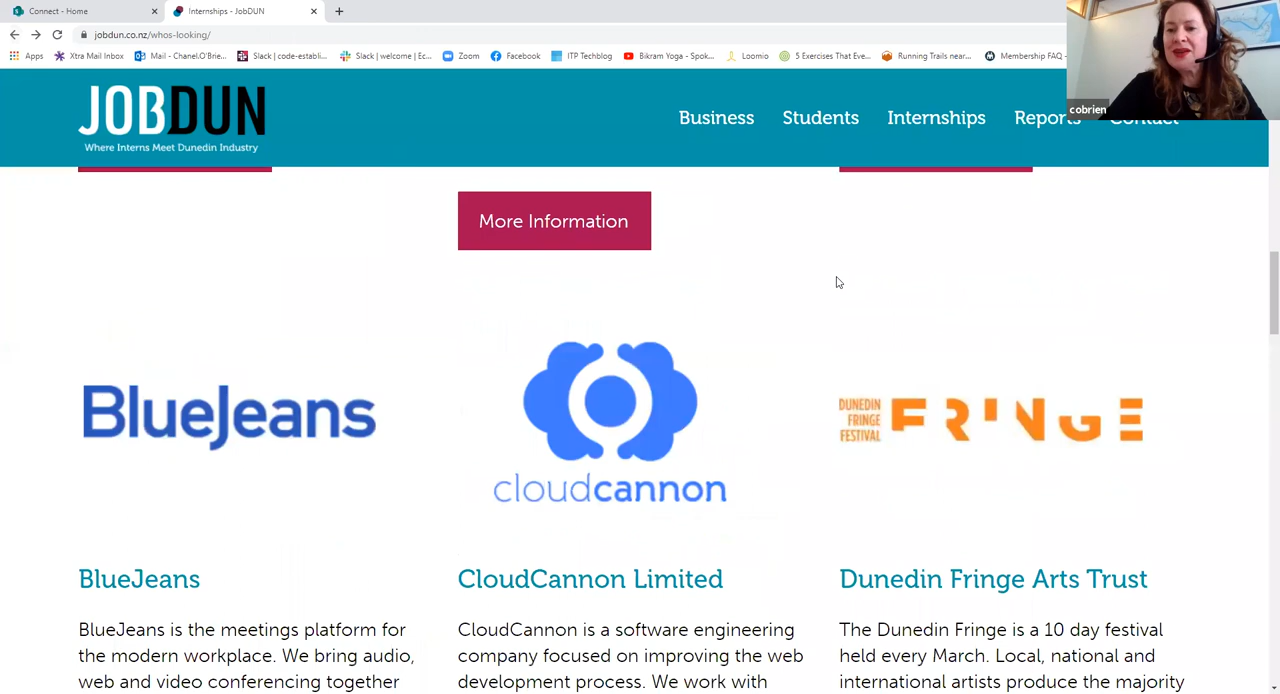 Connect - Home
Internships - JobDUN
jobdun.co.nz/whos-looking/
Apps
Xtra Mail Inbox
Mail - Chanel.O'Brie...
Slack | code-establi...
Slack | welcome | Ec...
Zoom
Facebook
ITP Techblog
Bikram Yoga - Spok...
Loomio
5 Exercises That Eve...
Running Trails near...
Membership FAQ -
cobrien
JOBDUN
Where Interns Meet Dunedin Industry
Business
Students
Internships
Reports
Contact
More Information
BlueJeans
cloudcannon
DUNEDIN
FRINGE
FESTIVAL
FRINGE
BlueJeans
CloudCannon Limited
Dunedin Fringe Arts Trust
BlueJeans is the meetings platform for
the modern workplace. We bring audio,
web and video conferencing together
CloudCannon is a software engineering
company focused on improving the web
development process. We work with
The Dunedin Fringe is a 10 day festival
held every March. Local, national and
international artists produce the majority